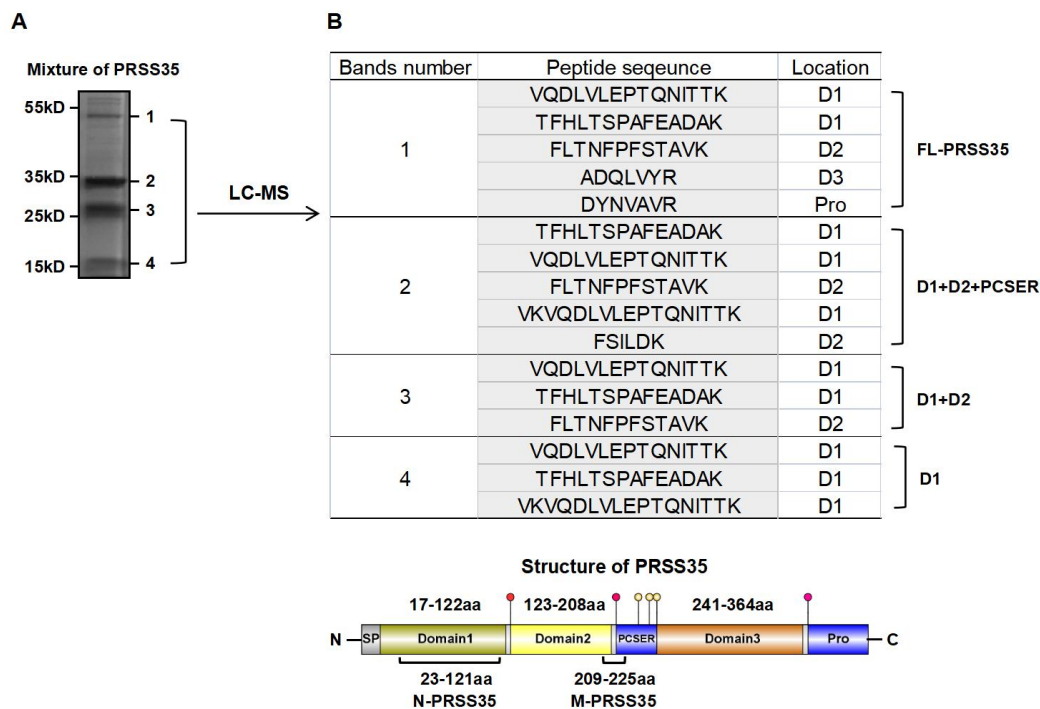 A
B
Mixture of PRSS35
55kD
35kD
25kD
15kD
1
2
3
4
LC-MS
Bands number Peptide seqeunce Location
1
VQDLVLEPTQNITTK D1
TFHLTSPAFEADAK D1
FLTNFPFSTAVK D2
ADQLVYR D3
DYNVAVR Pro
FL-PRSS35
2
TFHLTSPAFEADAK D1
VQDLVLEPTQNITTK D1
FLTNFPFSTAVK D2
VKVQDLVLEPTQNITTK D1
FSILDK D2
D1+D2+PCSER
3
VQDLVLEPTQNITTK D1
TFHLTSPAFEADAK D1
FLTNFPFSTAVK D2
D1+D2
4
VQDLVLEPTQNITTK D1
TFHLTSPAFEADAK D1
VKVQDLVLEPTQNITTK D1
D1
Structure of PRSS35
17-122aa 123-208aa 241-364aa
N SP Domain1 Domain2 PCSER Domain3 Pro C
23-121aa 209-225aa
N-PRSS35 M-PRSS35